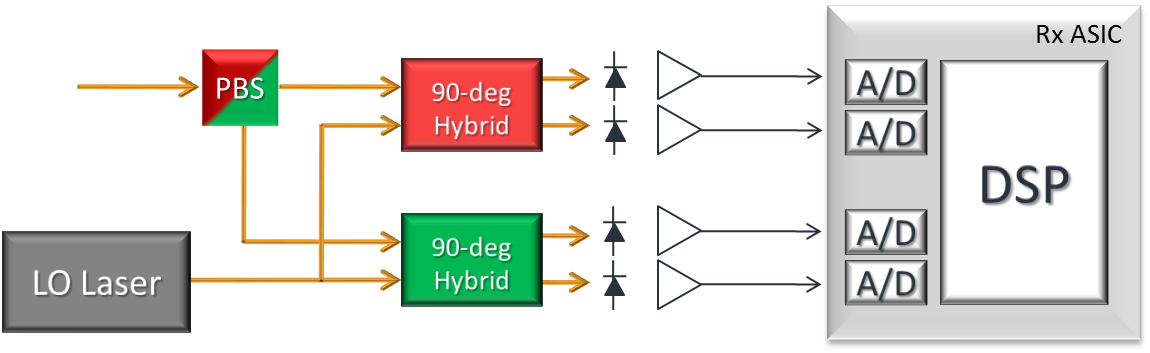 Rx ASIC
PBS
90-deg
Hybrid
A/D
A/D
DSP
90-deg
Hybrid
A/D
A/D
LO Laser